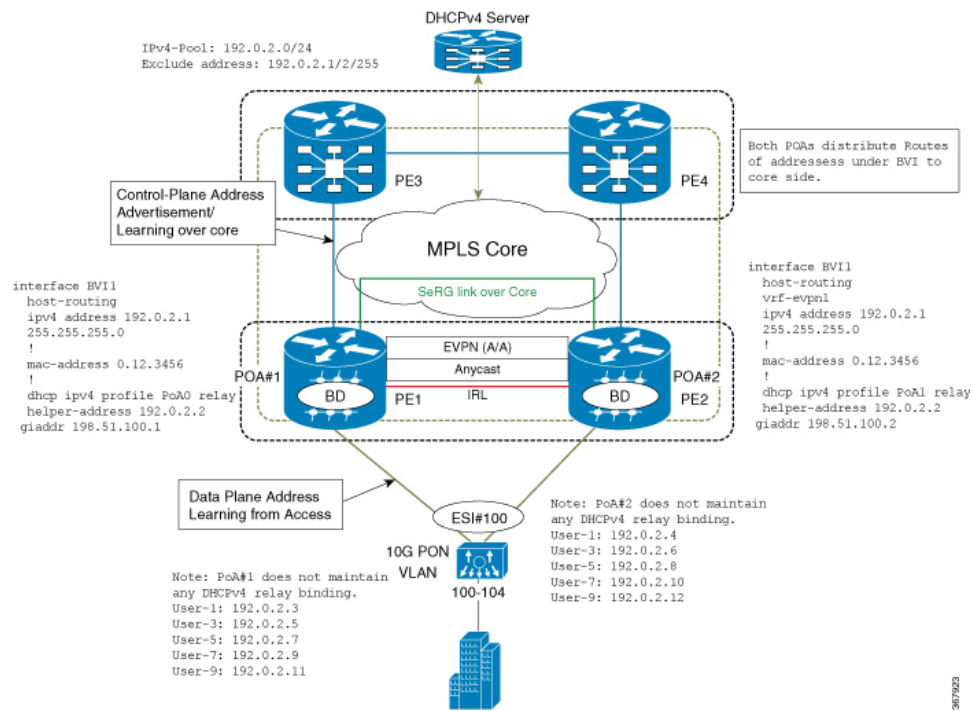 DHCPv4 Server
IPv4-Pool: 192.0.2.0/24
Exclude address: 192.0.2.1/2/255
PE3
PE4
Both POAs distribute Routes
of addressess under BVI to
core side.
Control-Plane Address
Advertisement/
Learning over core
MPLS Core
SeRG link over Core
interface BVI1
host-routing
ipv4 address 192.0.2.1
255.255.255.0
!
mac-address 0.12.3456
!
dhcp ipv4 profile PoA0 relay
helper-address 192.0.2.2
giaddr 198.51.100.1
interface BVI1
host-routing
vrf-evpn1
ipv4 address 192.0.2.1
255.255.255.0
!
mac-address 0.12.3456
!
dhcp ipv4 profile PoA1 relay
helper-address 192.0.2.2
giaddr 198.51.100.2
POA#1
BD
PE1
EVPN (A/A)
Anycast
IRL
POA#2
BD
PE2
Data Plane Address
Learning from Access
ESI#100
10G PON
VLAN
100-104
Note: PoA#2 does not maintain
any DHCPv4 relay binding.
User-1: 192.0.2.4
User-3: 192.0.2.6
User-5: 192.0.2.8
User-7: 192.0.2.10
User-9: 192.0.2.12
Note: PoA#1 does not maintain
any DHCPv4 relay binding.
User-1: 192.0.2.3
User-3: 192.0.2.5
User-5: 192.0.2.7
User-7: 192.0.2.9
User-9: 192.0.2.11
367923